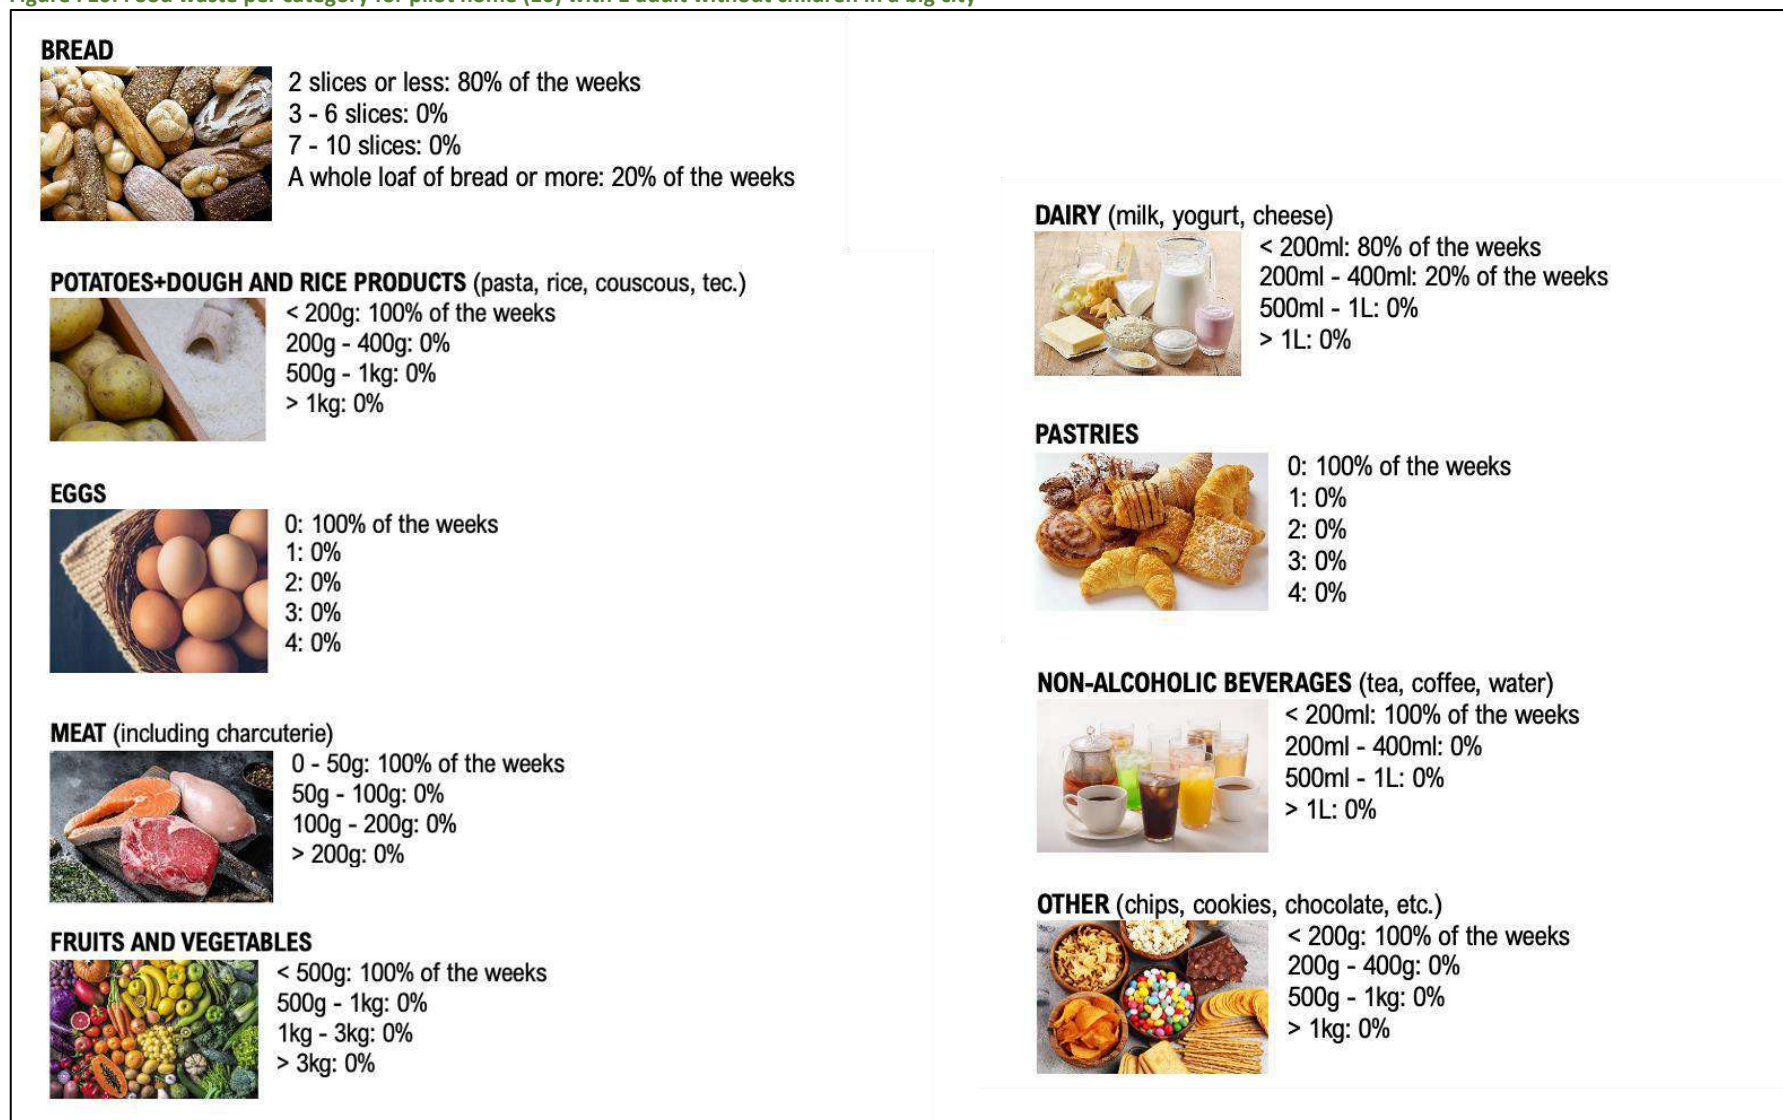 BREAD
2 slices or less: 80% of the weeks
3 - 6 slices: 0%
7 - 10 slices: 0%
A whole loaf of bread or more: 20% of the weeks
POTATOES+DOUGH AND RICE PRODUCTS (pasta, rice, couscous, tec.)
< 200g: 100% of the weeks
200g - 400g: 0%
500g - 1kg: 0%
> 1kg: 0%
EGGS
0: 100% of the weeks
1: 0%
2: 0%
3: 0%
4: 0%
MEAT (including charcuterie)
0 - 50g: 100% of the weeks
50g - 100g: 0%
100g - 200g: 0%
> 200g: 0%
FRUITS AND VEGETABLES
< 500g: 100% of the weeks
500g - 1kg: 0%
1kg - 3kg: 0%
> 3kg: 0%
DAIRY (milk, yogurt, cheese)
< 200ml: 80% of the weeks
200ml - 400ml: 20% of the weeks
500ml - 1L: 0%
> 1L: 0%
PASTRIES
0: 100% of the weeks
1: 0%
2: 0%
3: 0%
4: 0%
NON-ALCOHOLIC BEVERAGES (tea, coffee, water)
< 200ml: 100% of the weeks
200ml - 400ml: 0%
500ml - 1L: 0%
> 1L: 0%
OTHER (chips, cookies, chocolate, etc.)
< 200g: 100% of the weeks
200g - 400g: 0%
500g - 1kg: 0%
> 1kg: 0%